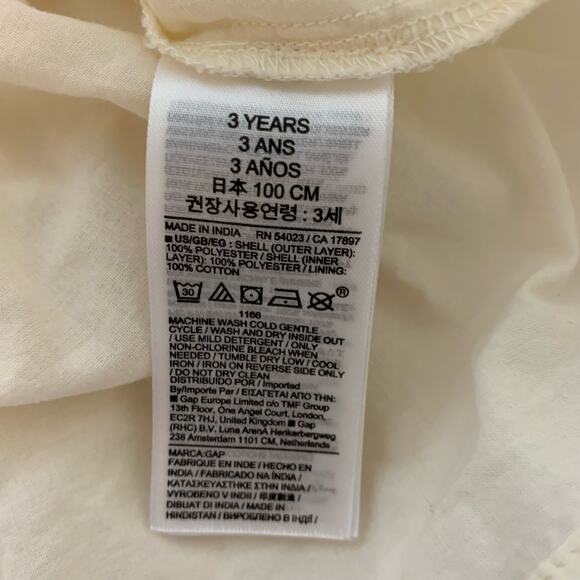 3 YEARS
3 ANS
3 AÑOS
日本 100 CM
권장사용연령 : 3세
MADE IN INDIA RN 54023 / CA 17897
■ US/GB/EG : SHELL (OUTER LAYER):
100% POLYESTER / SHELL (INNER
LAYER): 100% POLYESTER / LINING:
100% COTTON
30 ®
1166
MACHINE WASH COLD GENTLE
CYCLE / WASH AND DRY INSIDE OUT
/ USE MILD DETERGENT / ONLY
NON-CHLORINE BLEACH WHEN
NEEDED / TUMBLE DRY LOW / COOL
IRON / IRON ON REVERSE SIDE ONLY
/ DO NOT DRY CLEAN
DISTRIBUIDO POR / Imported
By/Importe Par / ΕΙΣΑΓΕΤΑΙ ΑΠΟ ΤΗΝ:
■ Gap Europe Limited c/o TMF Group
13th Floor, One Angel Court, London,
EC2R 7HJ, United Kingdom ■ Gap
(RHC) B.V. Luna ArenA Herikerbergweg
238 Amsterdam 1101 CM, Netherlands
MARCA:GAP
FABRIQUE EN INDE / HECHO EN
INDIA / FABRICADO NA ÍNDIA /
ΚΑΤΑΣΚΕΥΑΣΤΗΚΕ ΣΤΗΝ ΙΝΔΙΑ /
VYROBENO V INDII / 印度製造 /
DIBUAT DI INDIA / MADE IN
HINDISTAN / ВИРОБЛЕНО В ІНДІЇ /